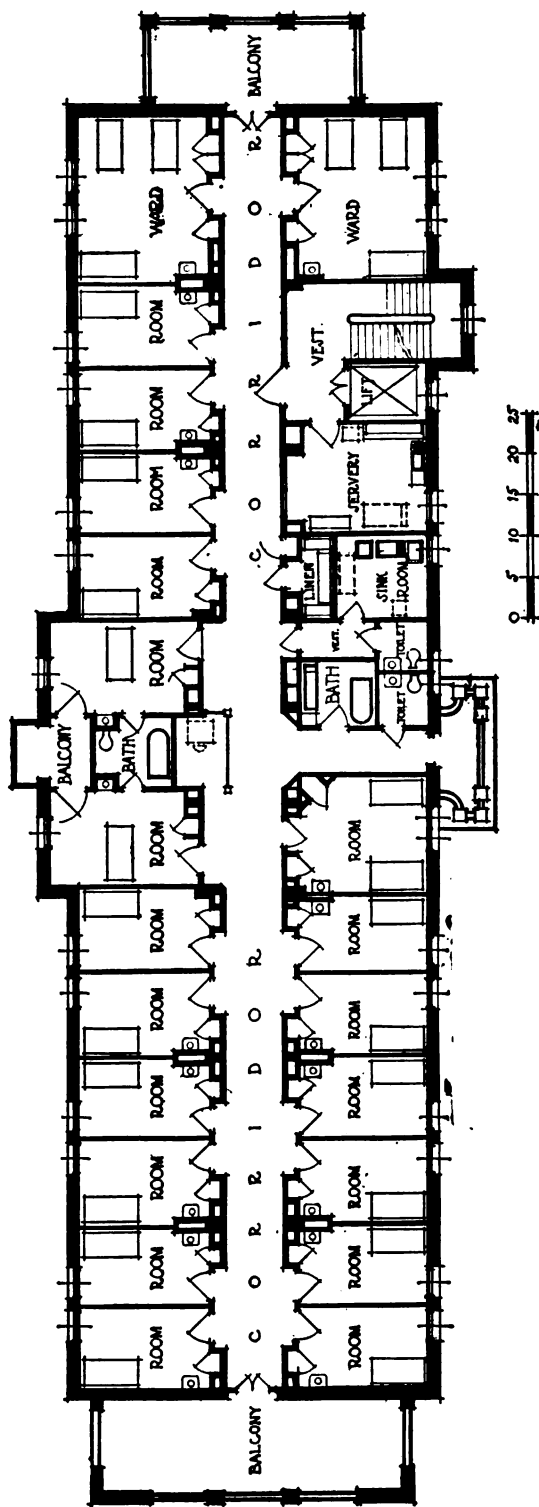 BALCONY
ROOM ROOM ROOM ROOM ROOM ROOM ROOM BATH ROOM ROOM ROOM ROOM ROOM WARD
BALCONY CORRIDOR CORRIDOR BALCONY
ROOM ROOM ROOM ROOM ROOM ROOM ROOM BATH VEST. LINEN SERVERY VEST. WARD
TOILET TOILET SINK ROOM LIFT
0 5 10 15 20 25